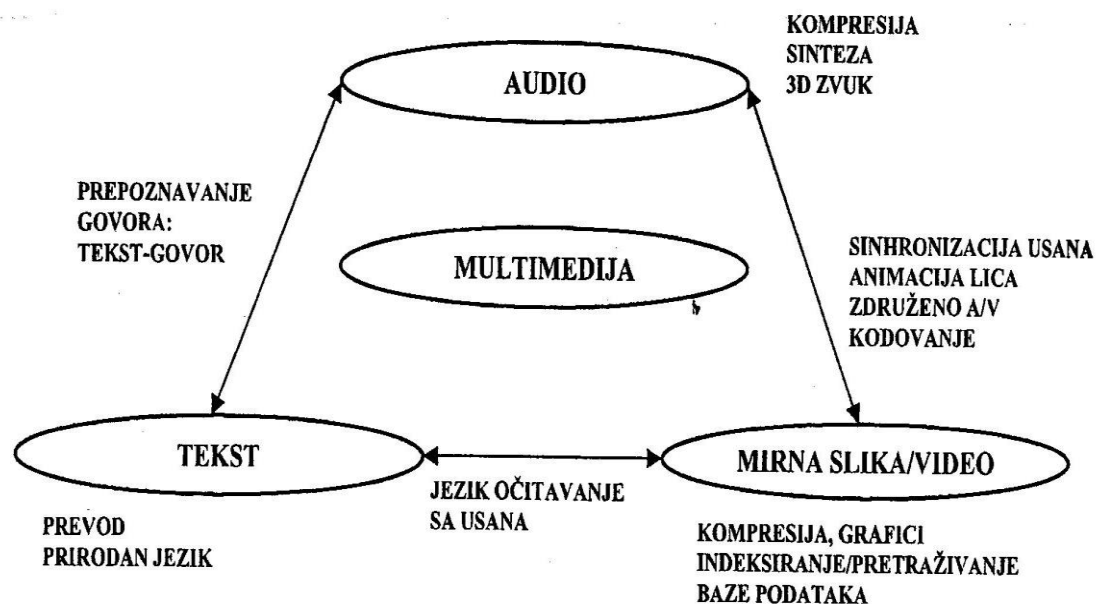 KOMPRESIJA
SINTEZA
3D ZVUK
AUDIO
PREPOZNAVANJE
GOVORA:
TEKST-GOVOR
MULTIMEDIJA
SINHRONIZACIJA USANA
ANIMACIJA LICA
ZDRUŽENO A/V
KODOVANJE
TEKST
MIRNA SLIKA/VIDEO
JEZIK OČITAVANJE
SA USANA
PREVOD
PRIRODAN JEZIK
KOMPRESIJA, GRAFICI
INDEKSIRANJE/PRETRAŽIVANJE
BAZE PODATAKA